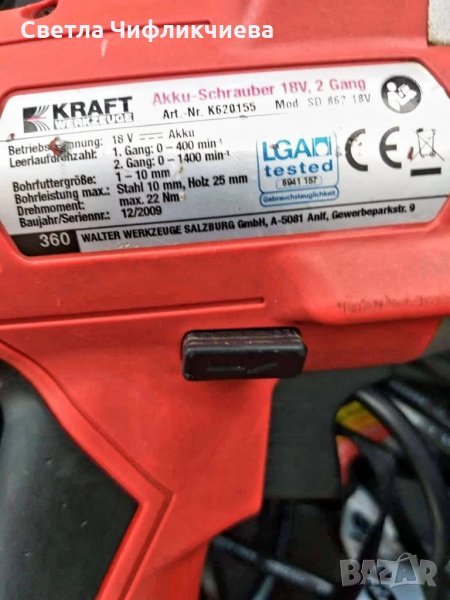 Светла Чифликчиева
KRAFT
WERKZEUGE
Akku-Schrauber 18V, 2 Gang
Art.-Nr. K620155 Mod. SD 862 18V
18 V Akku
Leerlaufdrehzahl: 1. Gang: 0 - 400 min⁻¹
2. Gang: 0 - 1400 min⁻¹
Bohrfuttergröße: 1 - 10 mm
Bohrleistung max.: Stahl 10 mm, Holz 25 mm
Drehmoment: max. 22 Nm
Baujahr/Seriennr.: 12/2009
LGA
tested
6941 157
Gebrauchstauglichkeit
CE
360 WALTER WERKZEUGE SALZBURG GmbH, A-5081 Anif, Gewerbeparkstr. 9
BAZAR.BG